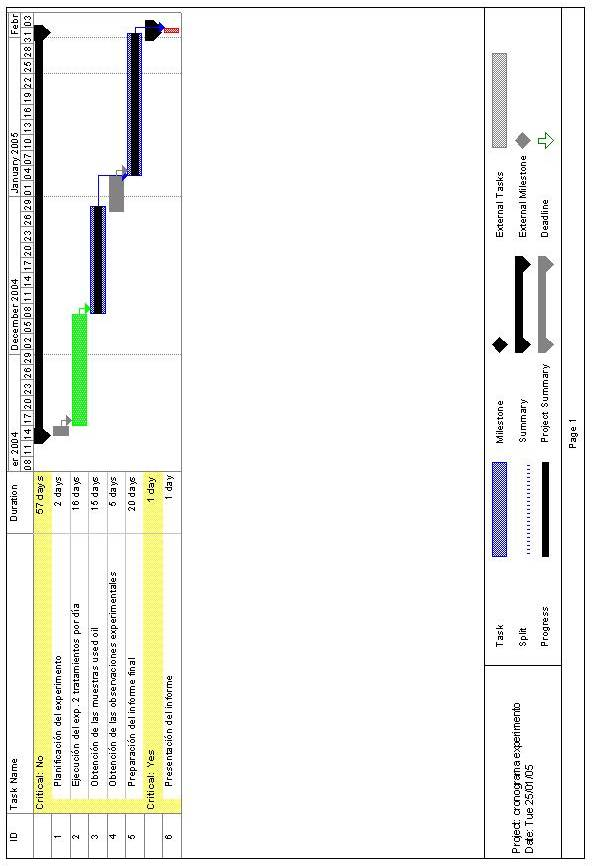 ID Task Name Duration er 2004 December 2004 January 2005 Febr
08 11 14 17 20 23 26 29 02 05 08 11 14 17 20 23 26 29 01 04 07 10 13 16 19 22 25 28 31 03
Critical: No 57 days
1 Planificación del experimento 2 days
2 Ejecución del exp. 2 tratamientos por día 16 days
3 Obtención de las muestras used oil 15 days
4 Obtención de las observaciones experimentales 5 days
5 Preparación del informe final 20 days
Critical: Yes 1 day
6 Presentación del informe 1 day
Project: cronograma experimento
Date: Tue 25/01/05
Task Milestone External Tasks
Split Summary External Milestone
Progress Project Summary Deadline
Page 1